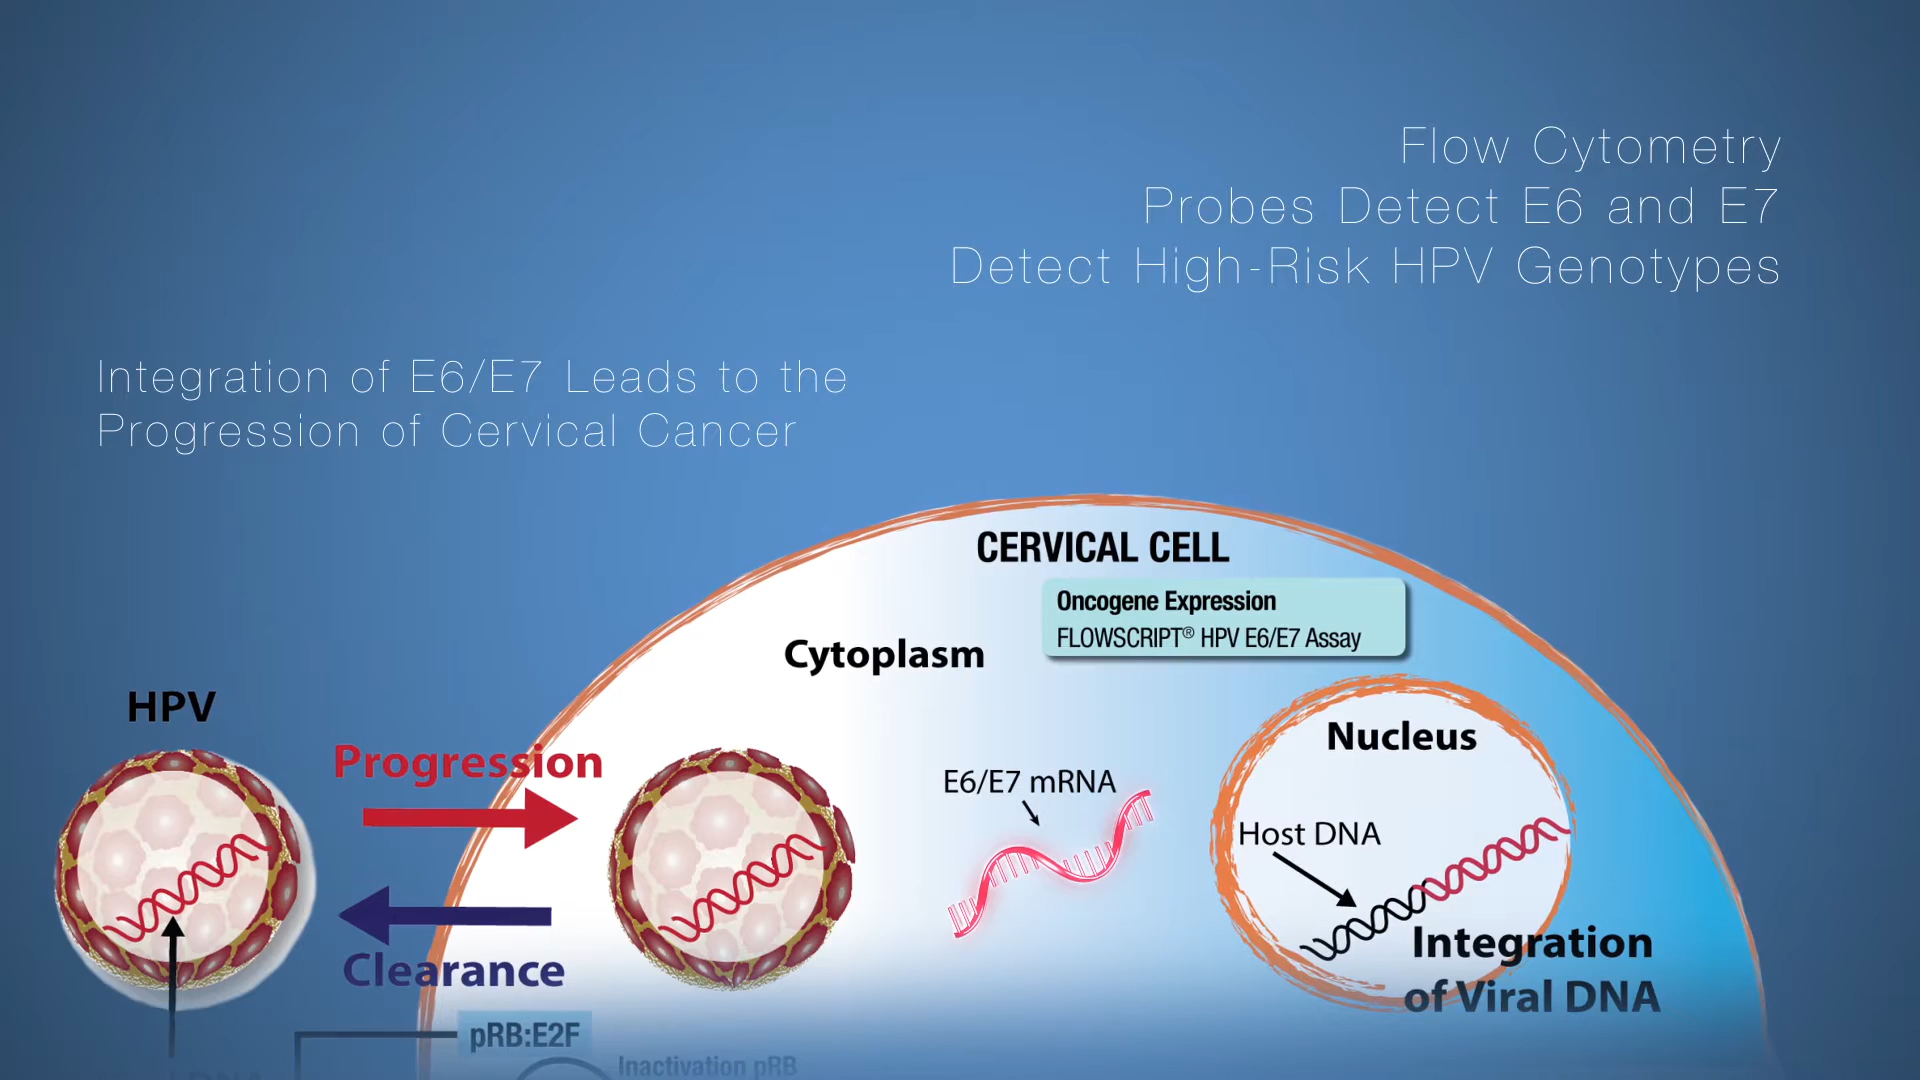 Flow Cytometry
Probes Detect E6 and E7
Detect High-Risk HPV Genotypes
Integration of E6/E7 Leads to the
Progression of Cervical Cancer
CERVICAL CELL
Oncogene Expression
FLOWSCRIPT® HPV E6/E7 Assay
Cytoplasm
HPV
Progression
Nucleus
E6/E7 mRNA
Host DNA
Integration
of Viral DNA
Clearance
pRB:E2F
Inactivation pRB
DNA